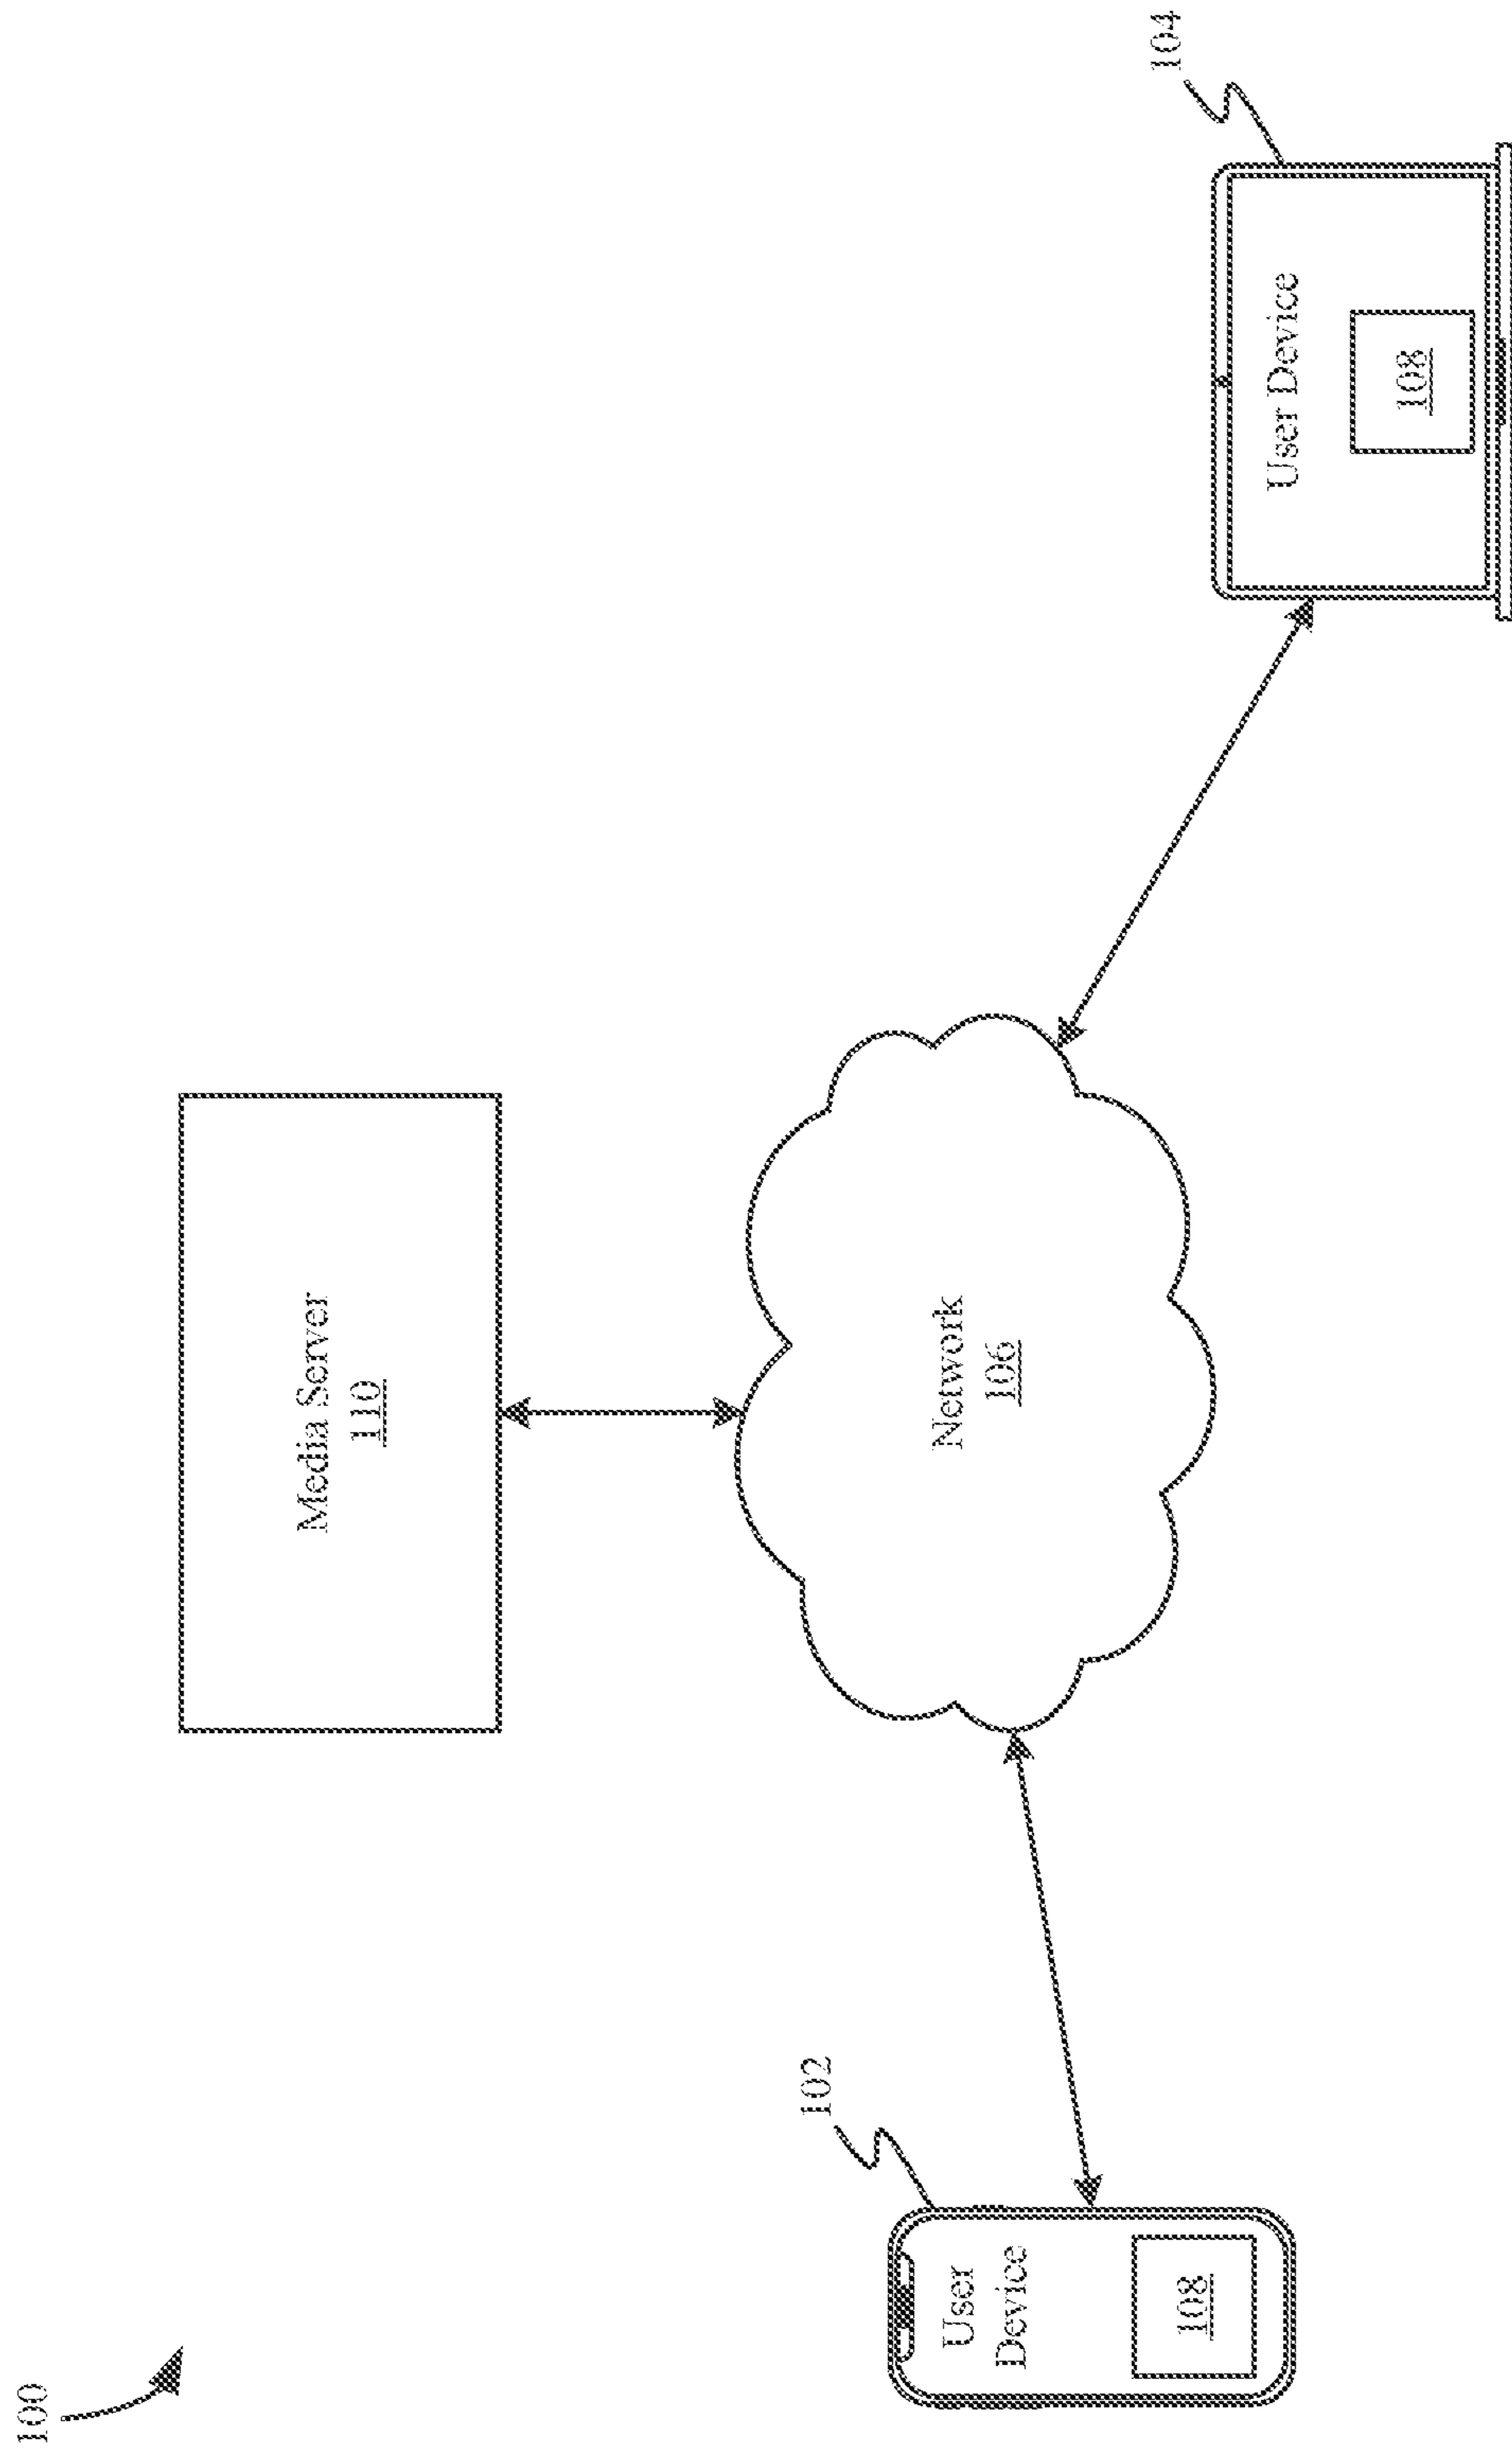 100
Media Server
110
Network
106
102
User
Device
108
104
User Device
108